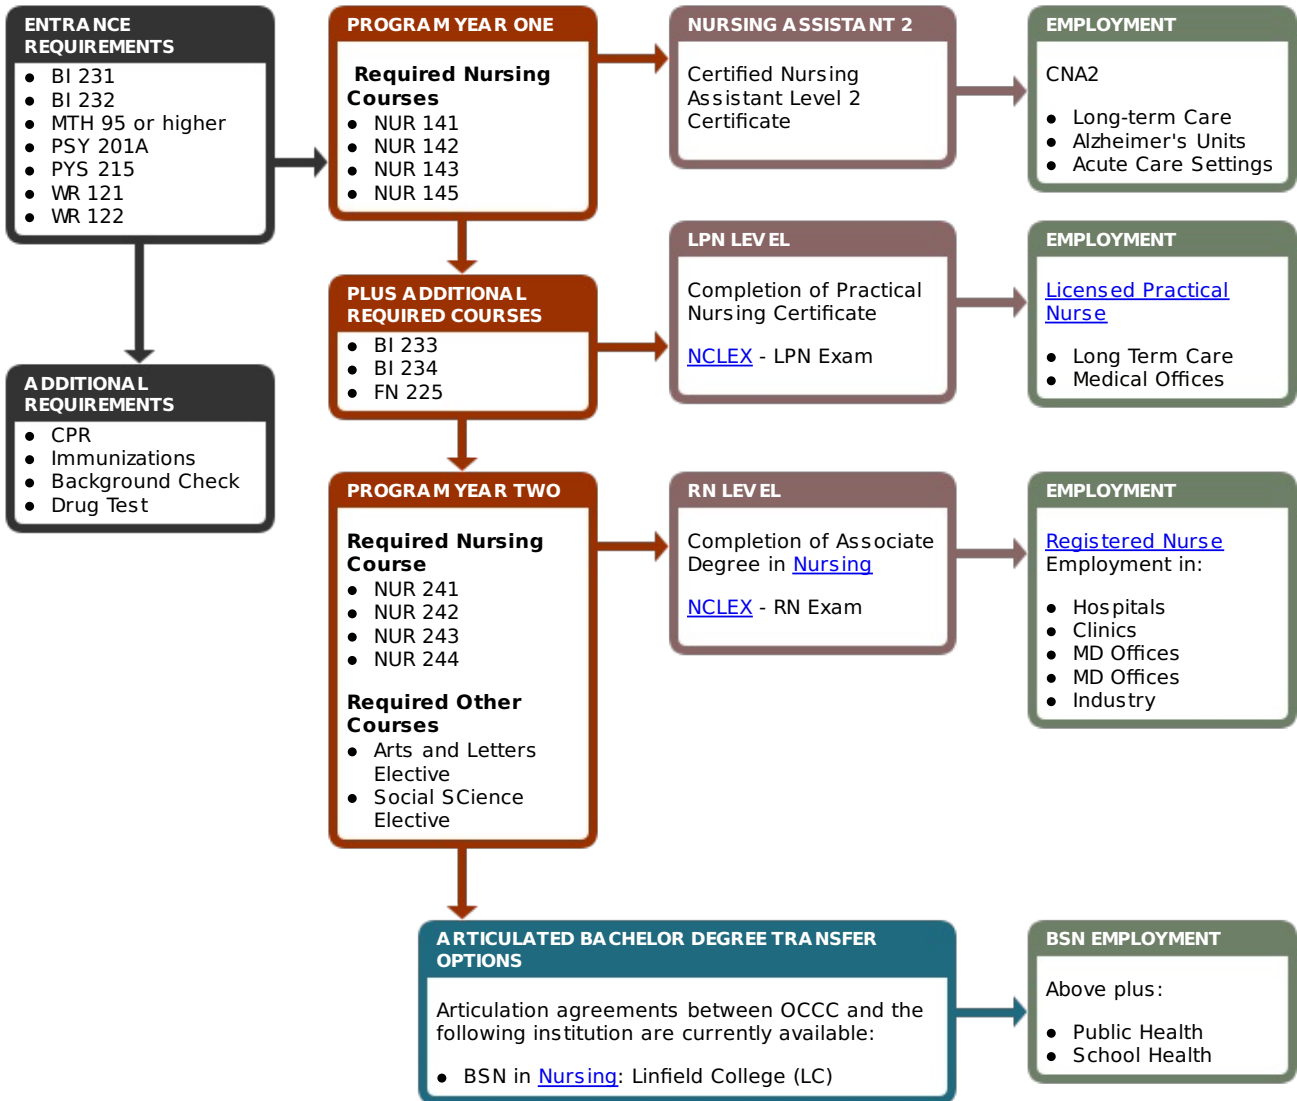 ENTRANCE
REQUIREMENTS
● BI 231
● BI 232
● MTH 95 or higher
● PSY 201A
● PYS 215
● WR 121
● WR 122
ADDITIONAL
REQUIREMENTS
● CPR
● Immunizations
● Background Check
● Drug Test
PROGRAM YEAR ONE
Required Nursing
Courses
● NUR 141
● NUR 142
● NUR 143
● NUR 145
NURSING ASSISTANT 2
Certified Nursing
Assistant Level 2
Certificate
EMPLOYMENT
CNA2
● Long-term Care
● Alzheimer's Units
● Acute Care Settings
PLUS ADDITIONAL
REQUIRED COURSES
● BI 233
● BI 234
● FN 225
LPN LEVEL
Completion of Practical
Nursing Certificate
NCLEX - LPN Exam
EMPLOYMENT
Licensed Practical
Nurse
● Long Term Care
● Medical Offices
PROGRAM YEAR TWO
Required Nursing
Course
● NUR 241
● NUR 242
● NUR 243
● NUR 244
Required Other
Courses
● Arts and Letters
Elective
● Social SCience
Elective
RN LEVEL
Completion of Associate
Degree in Nursing
NCLEX - RN Exam
EMPLOYMENT
Registered Nurse
Employment in:
● Hospitals
● Clinics
● MD Offices
● MD Offices
● Industry
ARTICULATED BACHELOR DEGREE TRANSFER
OPTIONS
Articulation agreements between OCCC and the
following institution are currently available:
● BSN in Nursing: Linfield College (LC)
BSN EMPLOYMENT
Above plus:
● Public Health
● School Health